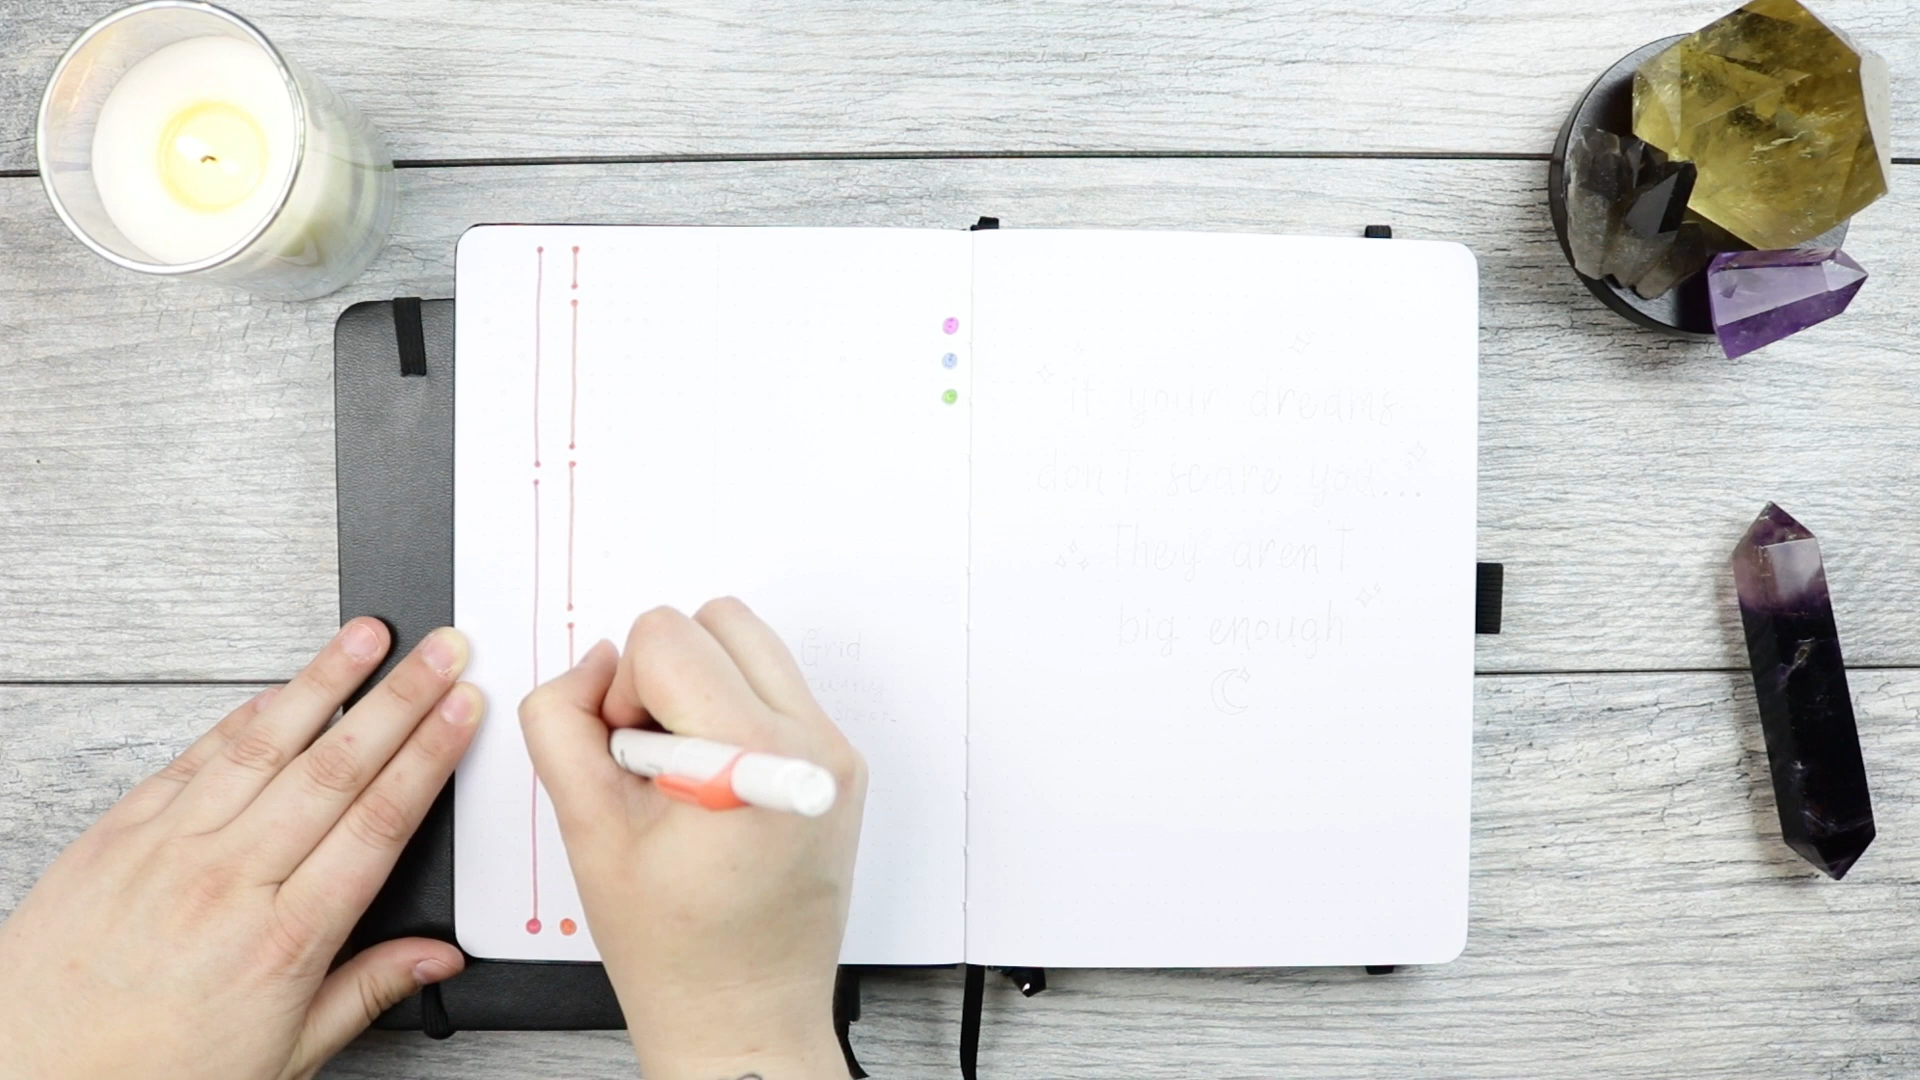 Grid
if your dreams
don't scare you...
They aren't
big enough